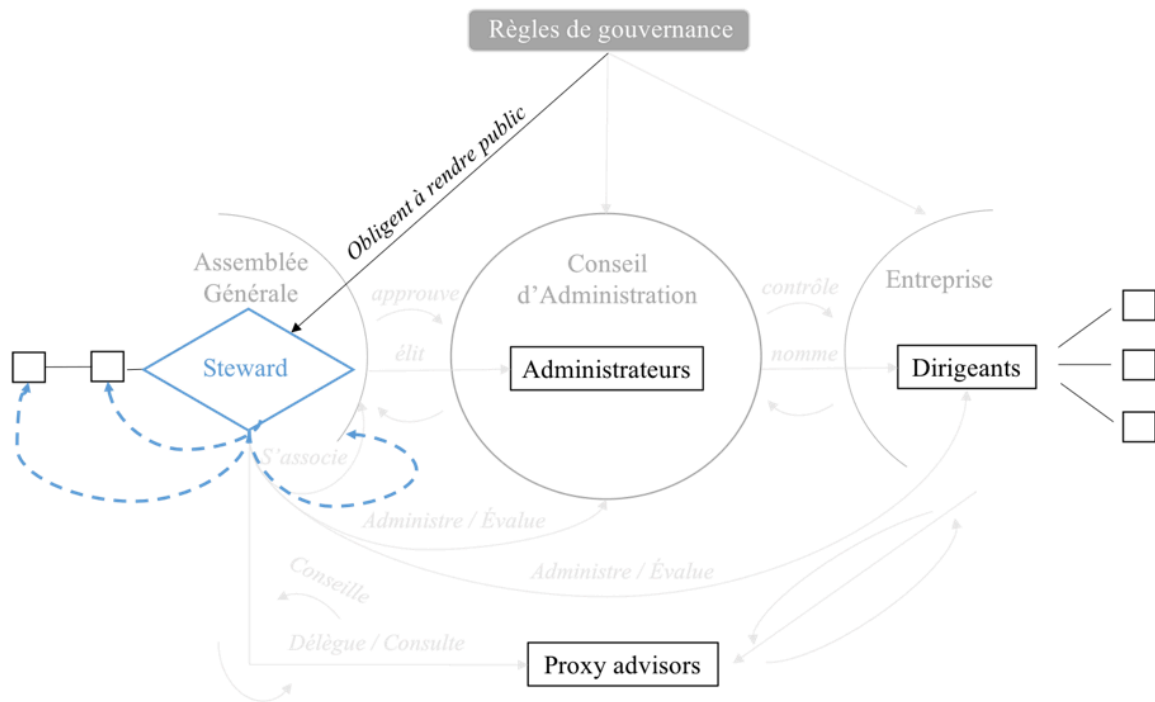 Règles de gouvernance
Obligent à rendre public
Assemblée
Générale
approuve
Conseil
d'Administration
contrôle
Entreprise
Steward
élit
Administrateurs
nomme
Dirigeants
S'associe
Administre / Évalue
Administre / Évalue
Conseille
Délègue / Consulte
Proxy advisors